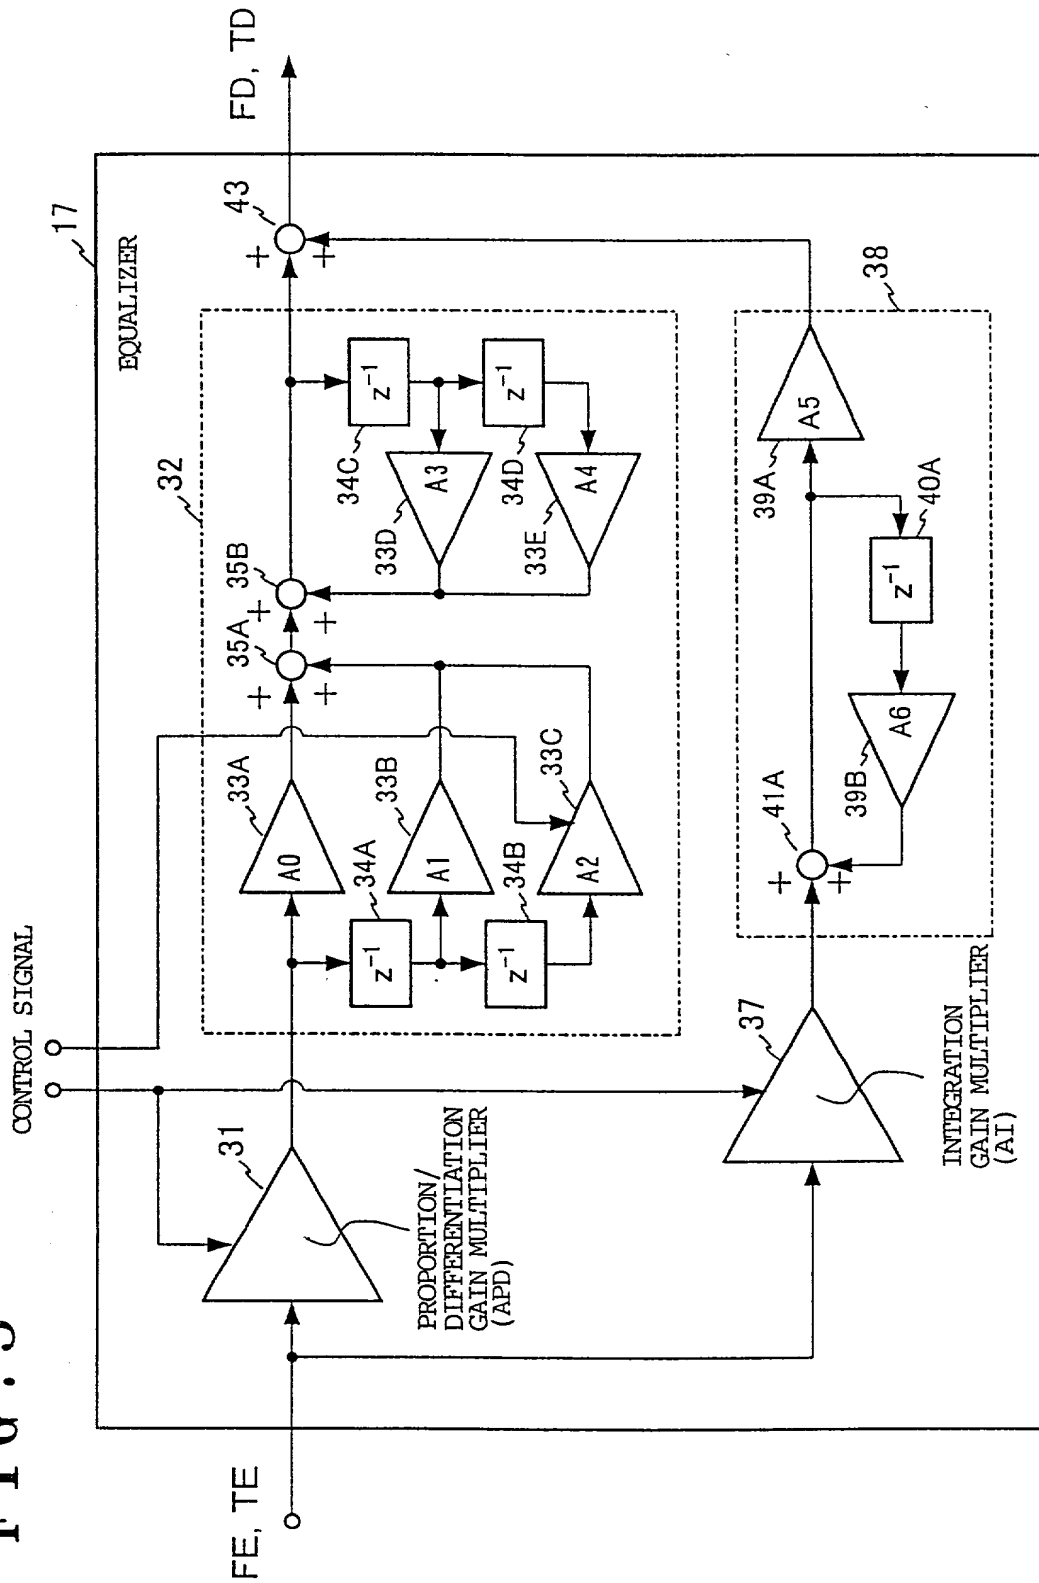 CONTROL SIGNAL
17
EQUALIZER
FE, TE
FD, TD
31
PROPORTION/
DIFFERENTIATION
GAIN MULTIPLIER
(APD)
32
33A
A0
34A
z⁻¹
33B
A1
34B
z⁻¹
33C
A2
35A
+
+
35B
+
+
34C
z⁻¹
33D
A3
34D
z⁻¹
33E
A4
43
+
+
37
INTEGRATION
GAIN MULTIPLIER
(AI)
38
41A
+
+
39A
A5
40A
z⁻¹
39B
A6